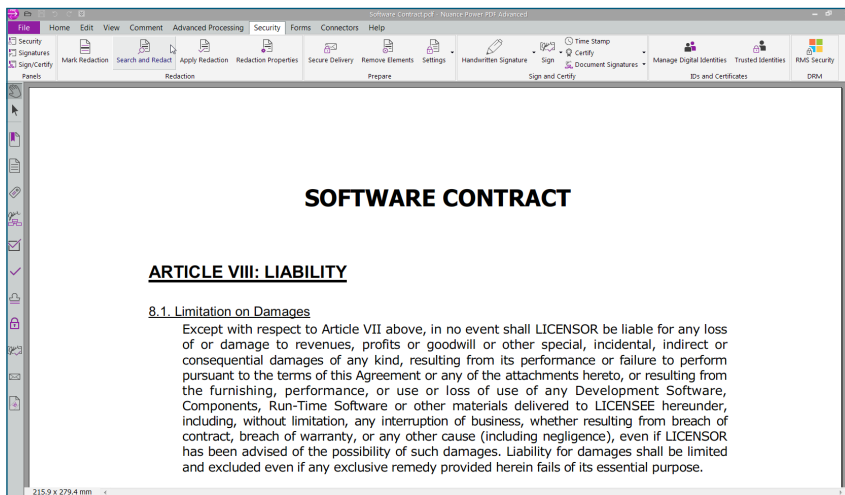 Software Contract.pdf - Nuance Power PDF Advanced
File Home Edit View Comment Advanced Processing Security Forms Connectors Help
Security
Signatures
Sign/Certify
Panels
Mark Redaction Search and Redact Apply Redaction Redaction Properties
Redaction
Secure Delivery Remove Elements Settings
Prepare
Handwritten Signature Sign
Time Stamp
Certify
Document Signatures
Sign and Certify
Manage Digital Identities Trusted Identities
IDs and Certificates
RMS Security
DRM
SOFTWARE CONTRACT
ARTICLE VIII: LIABILITY
8.1. Limitation on Damages
Except with respect to Article VII above, in no event shall LICENSOR be liable for any loss
of or damage to revenues, profits or goodwill or other special, incidental, indirect or
consequential damages of any kind, resulting from its performance or failure to perform
pursuant to the terms of this Agreement or any of the attachments hereto, or resulting from
the furnishing, performance, or use or loss of use of any Development Software,
Components, Run-Time Software or other materials delivered to LICENSEE hereunder,
including, without limitation, any interruption of business, whether resulting from breach of
contract, breach of warranty, or any other cause (including negligence), even if LICENSOR
has been advised of the possibility of such damages. Liability for damages shall be limited
and excluded even if any exclusive remedy provided herein fails of its essential purpose.
215.9 x 279.4 mm